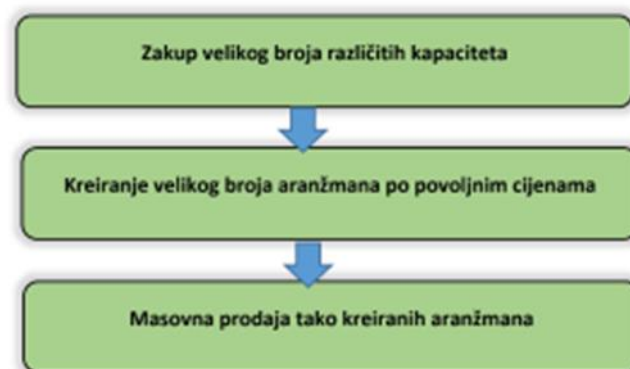 Zakup velikog broja različitih kapaciteta
Kreiranje velikog broja aranžmana po povoljnim cijenama
Masovna prodaja tako kreiranih aranžmana